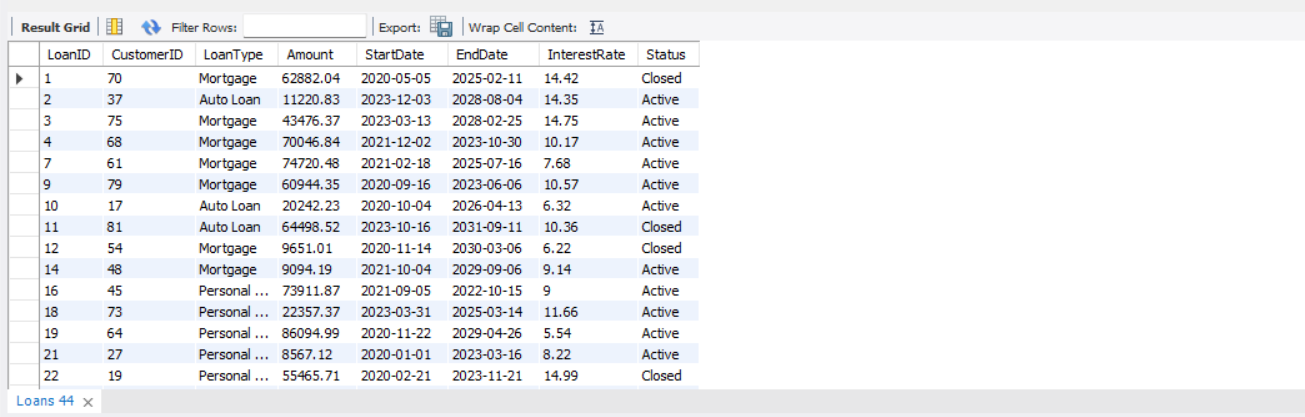 Result Grid Filter Rows: Export: Wrap Cell Content: IA
LoanID CustomerID LoanType Amount StartDate EndDate InterestRate Status
1 70 Mortgage 62882.04 2020-05-05 2025-02-11 14.42 Closed
2 37 Auto Loan 11220.83 2023-12-03 2028-08-04 14.35 Active
3 75 Mortgage 43476.37 2023-03-13 2028-02-25 14.75 Active
4 68 Mortgage 70046.84 2021-12-02 2023-10-30 10.17 Active
7 61 Mortgage 74720.48 2021-02-18 2025-07-16 7.68 Active
9 79 Mortgage 60944.35 2020-09-16 2023-06-06 10.57 Active
10 17 Auto Loan 20242.23 2020-10-04 2026-04-13 6.32 Active
11 81 Auto Loan 64498.52 2023-10-16 2031-09-11 10.36 Closed
12 54 Mortgage 9651.01 2020-11-14 2030-03-06 6.22 Closed
14 48 Mortgage 9094.19 2021-10-04 2029-09-06 9.14 Active
16 45 Personal ... 73911.87 2021-09-05 2022-10-15 9 Active
18 73 Personal ... 22357.37 2023-03-31 2025-03-14 11.66 Active
19 64 Personal ... 86094.99 2020-11-22 2029-04-26 5.54 Active
21 27 Personal ... 8567.12 2020-01-01 2023-03-16 8.22 Active
22 19 Personal ... 55465.71 2020-02-21 2023-11-21 14.99 Closed
Loans 44 ×